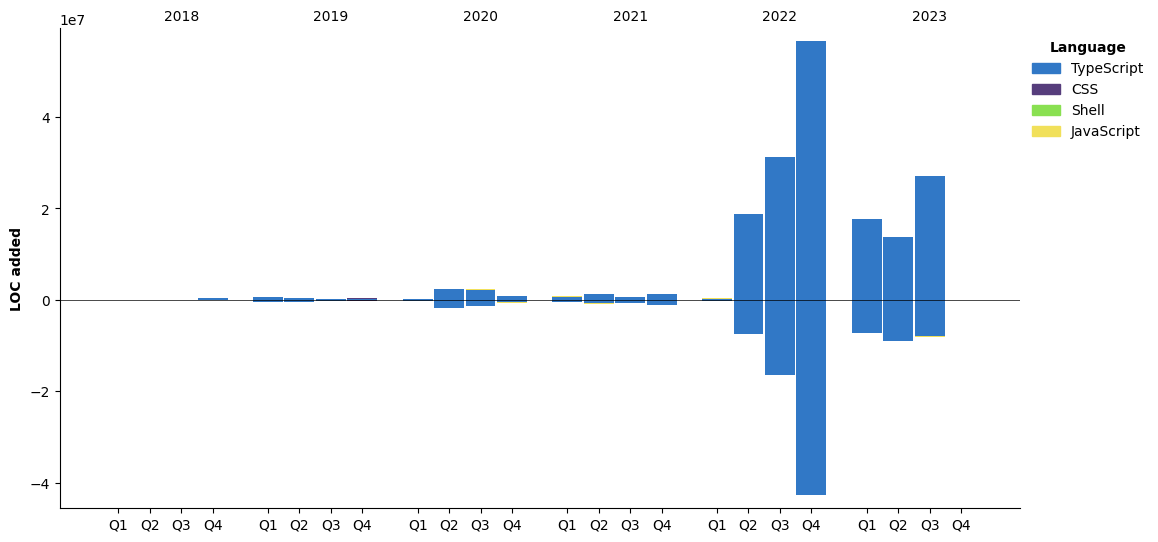 1e7
2018 2019 2020 2021 2022 2023
Language
TypeScript
CSS
Shell
JavaScript
LOC added
4
2
0
−2
−4
Q1 Q2 Q3 Q4 Q1 Q2 Q3 Q4 Q1 Q2 Q3 Q4 Q1 Q2 Q3 Q4 Q1 Q2 Q3 Q4 Q1 Q2 Q3 Q4